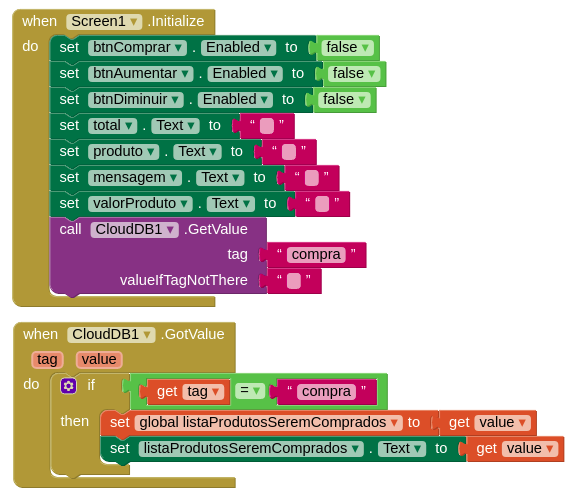 when Screen1 .Initialize
do set btnComprar . Enabled to false
set btnAumentar . Enabled to false
set btnDiminuir . Enabled to false
set total . Text to “ ”
set produto . Text to “ ”
set mensagem . Text to “ ”
set valorProduto . Text to “ ”
call CloudDB1 .GetValue
tag “ compra ”
valueIfTagNotThere “ ”
when CloudDB1 .GotValue
tag value
do if get tag = “ compra ”
then set global listaProdutosSeremComprados to get value
set listaProdutosSeremComprados . Text to get value